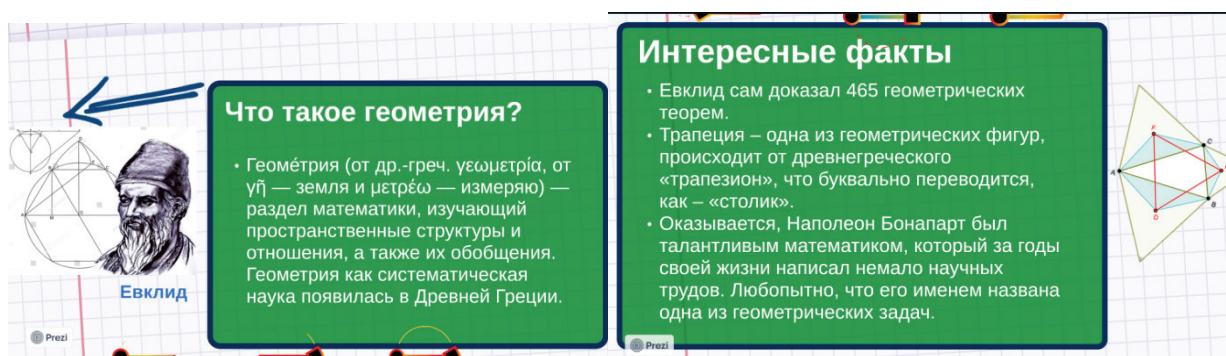 Что такое геометрия?
• Геоме́трия (от др.-греч. γεωμετρία, от
γῆ — земля и μετρέω — измеряю) —
раздел математики, изучающий
пространственные структуры и
отношения, а также их обобщения.
Геометрия как систематическая
наука появилась в Древней Греции.
Евклид
Prezi
Интересные факты
• Евклид сам доказал 465 геометрических
теорем.
• Трапеция – одна из геометрических фигур,
происходит от древнегреческого
«трапезион», что буквально переводится,
как – «столик».
• Оказывается, Наполеон Бонапарт был
талантливым математиком, который за годы
своей жизни написал немало научных
трудов. Любопытно, что его именем названа
одна из геометрических задач.
F
C
A
B
D
Prezi